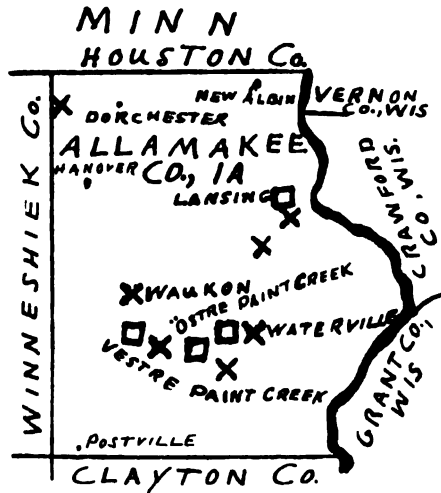 MINN
HOUSTON Co.
NEW ALBIN
VERNON
CO., WIS
DORCHESTER
WINNESHIEK Co.
ALLAMAKEE
CO., IA
HANOVER
LANSING
CRAWFORD
CO., WIS.
WAUKON
ÖSTRE PAINT CREEK
WATERVILLE
VESTRE PAINT CREEK
GRANT CO.,
WIS
POSTVILLE
CLAYTON Co.